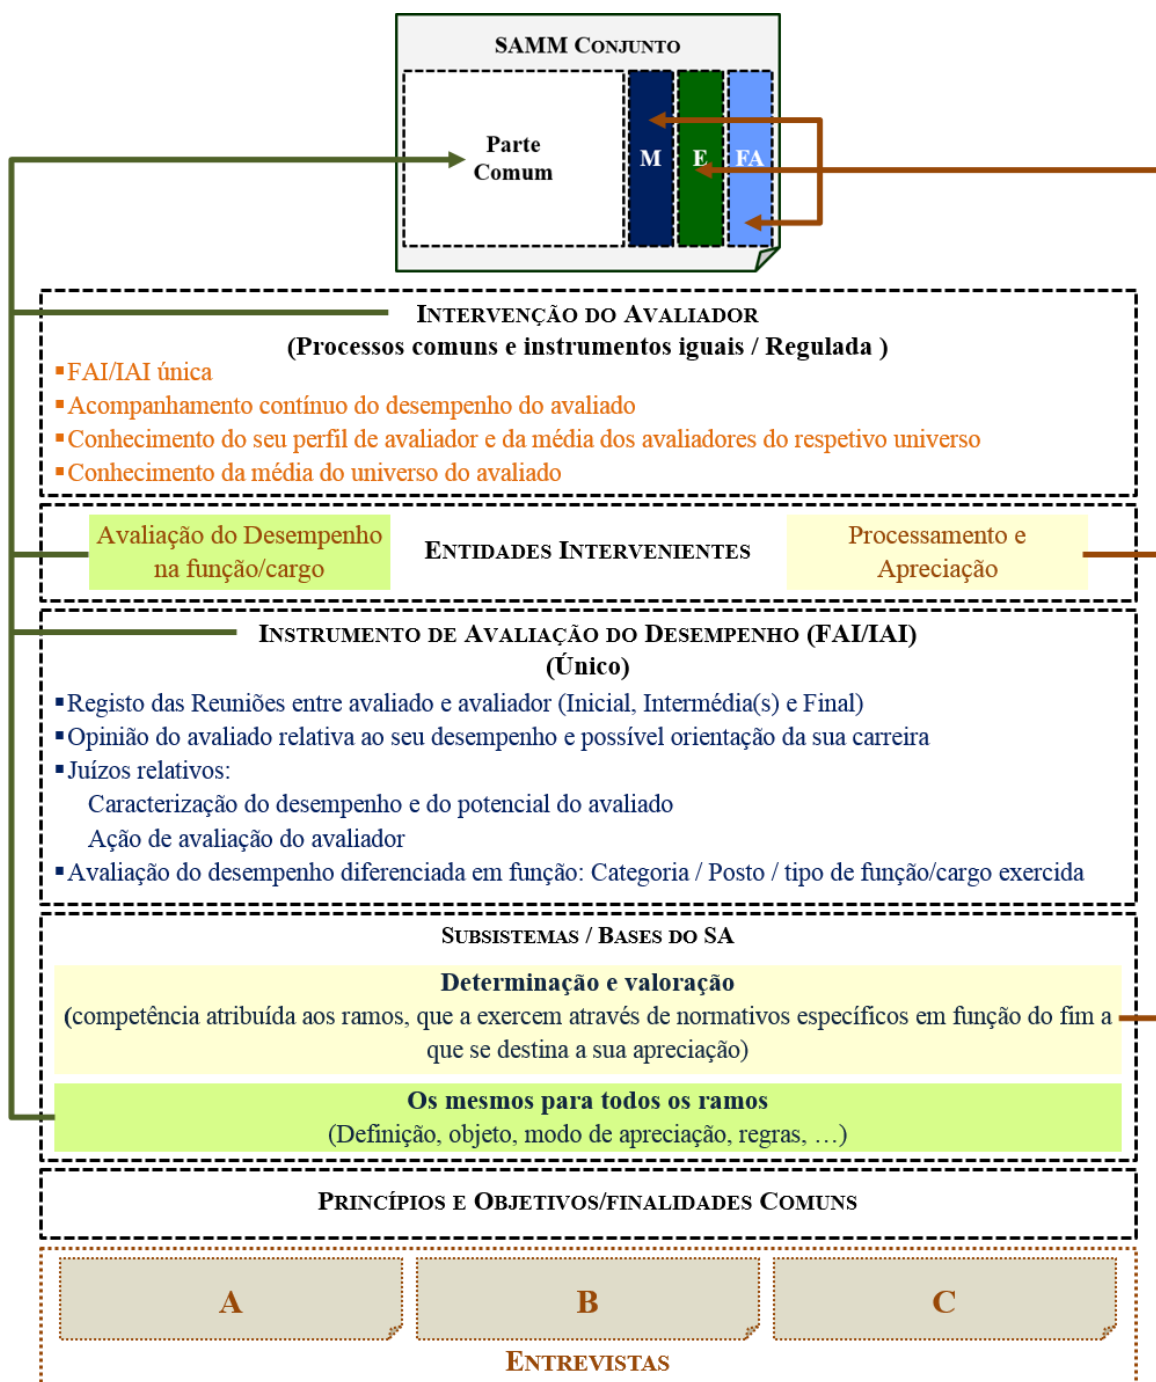 SAMM CONJUNTO
Parte
Comum
M
E
FA
INTERVENÇÃO DO AVALIADOR
(Processos comuns e instrumentos iguais / Regulada )
▪FAI/IAI única
▪Acompanhamento contínuo do desempenho do avaliado
▪Conhecimento do seu perfil de avaliador e da média dos avaliadores do respetivo universo
▪Conhecimento da média do universo do avaliado
Avaliação do Desempenho
na função/cargo
ENTIDADES INTERVENIENTES
Processamento e
Apreciação
INSTRUMENTO DE AVALIAÇÃO DO DESEMPENHO (FAI/IAI)
(Único)
▪Registo das Reuniões entre avaliado e avaliador (Inicial, Intermédia(s) e Final)
▪Opinião do avaliado relativa ao seu desempenho e possível orientação da sua carreira
▪Juízos relativos:
Caracterização do desempenho e do potencial do avaliado
Ação de avaliação do avaliador
▪Avaliação do desempenho diferenciada em função: Categoria / Posto / tipo de função/cargo exercida
SUBSISTEMAS / BASES DO SA
Determinação e valoração
(competência atribuída aos ramos, que a exercem através de normativos específicos em função do fim a
que se destina a sua apreciação)
Os mesmos para todos os ramos
(Definição, objeto, modo de apreciação, regras, …)
PRINCÍPIOS E OBJETIVOS/FINALIDADES COMUNS
A
B
C
ENTREVISTAS